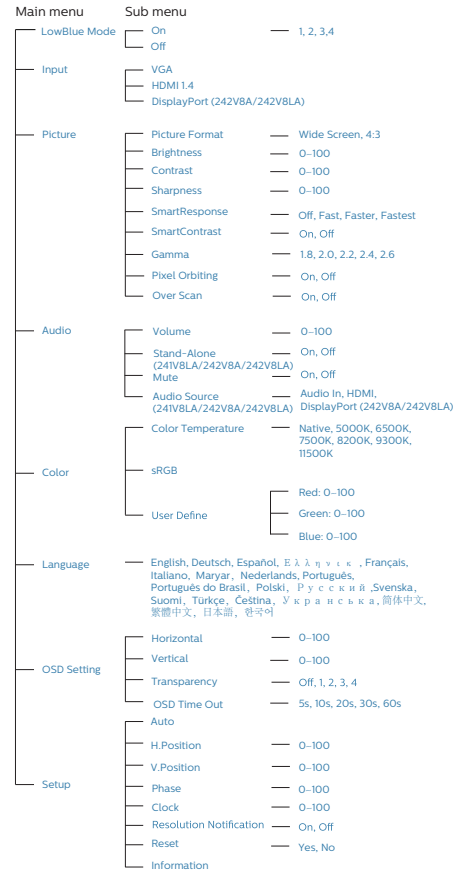 Main menu Sub menu
LowBlue Mode On 1, 2, 3,4
Off
Input VGA
HDMI 1.4
DisplayPort (242V8A/242V8LA)
Picture Picture Format Wide Screen, 4:3
Brightness 0-100
Contrast 0-100
Sharpness 0-100
SmartResponse Off, Fast, Faster, Fastest
SmartContrast On, Off
Gamma 1.8, 2.0, 2.2, 2.4, 2.6
Pixel Orbiting On, Off
Over Scan On, Off
Audio Volume 0-100
Stand-Alone On, Off
(241V8LA/242V8A/242V8LA)
Mute On, Off
Audio Source Audio In, HDMI,
(241V8LA/242V8A/242V8LA) DisplayPort (242V8A/242V8LA)
Color Temperature Native, 5000K, 6500K,
7500K, 8200K, 9300K,
11500K
Color sRGB
Red: 0-100
User Define Green: 0-100
Blue: 0-100
Language English, Deutsch, Español, Ελληνικ , Français,
Italiano, Maryar, Nederlands, Português,
Português do Brasil, Polski, Русский ,Svenska,
Suomi, Türkçe, Čeština, Укранська, 简体中文,
繁體中文, 日本語, 한국어
Horizontal 0-100
Vertical 0-100
OSD Setting Transparency Off, 1, 2, 3, 4
OSD Time Out 5s, 10s, 20s, 30s, 60s
Auto
H.Position 0-100
V.Position 0-100
Setup Phase 0-100
Clock 0-100
Resolution Notification On, Off
Reset Yes, No
Information